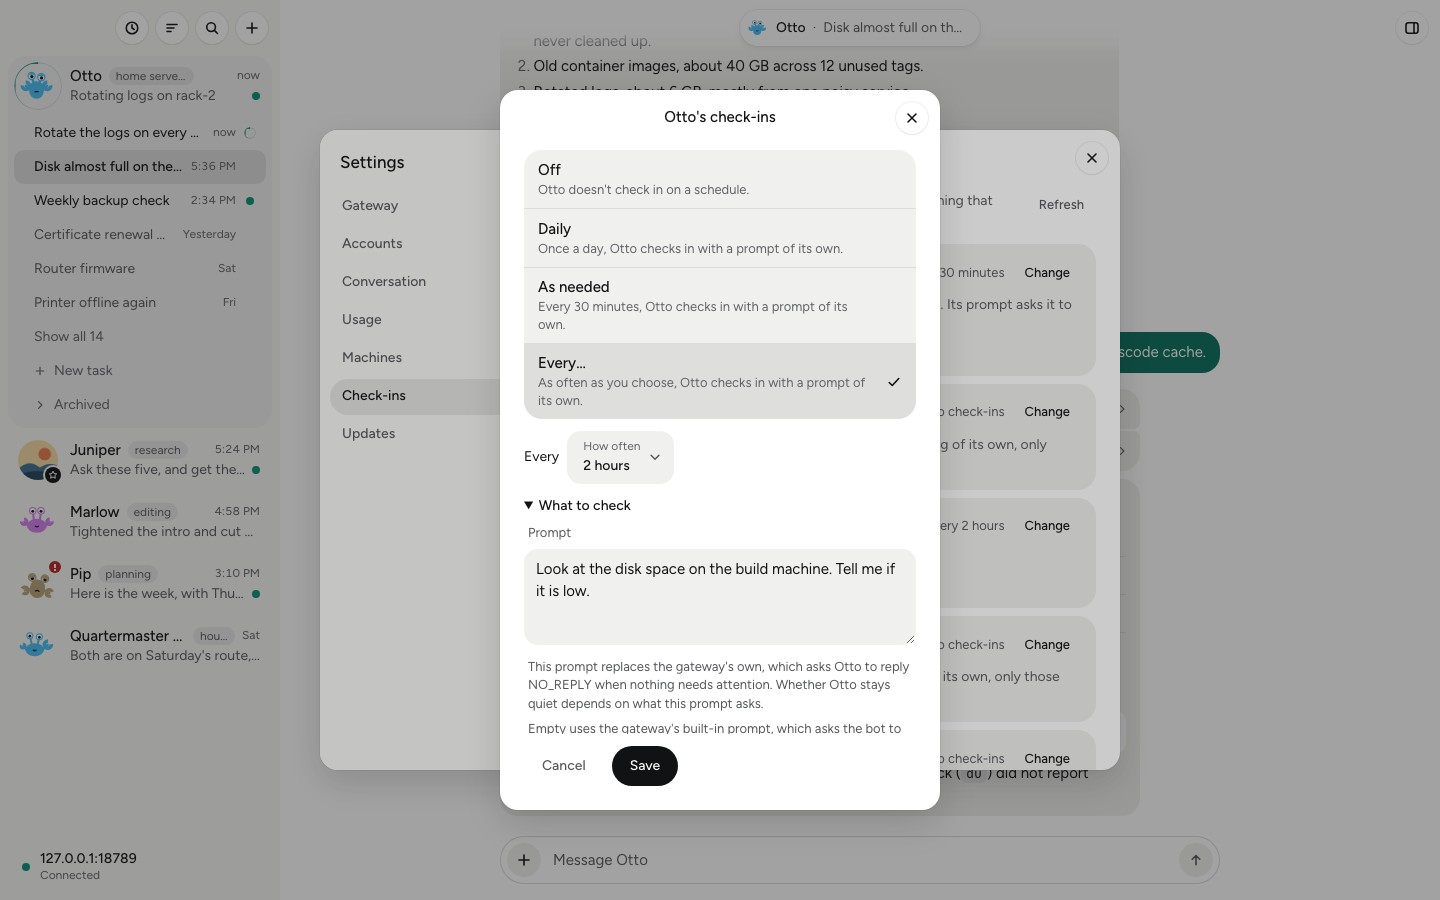 Otto · Disk almost full on th...
never cleaned up.
2. Old container images, about 40 GB across 12 unused tags.
Otto home serve... now
Rotating logs on rack-2
Rotate the logs on every ... now
Disk almost full on the... 5:36 PM
Weekly backup check 2:34 PM
Certificate renewal ... Yesterday
Router firmware Sat
Printer offline again Fri
Show all 14
New task
Archived
Juniper research 5:24 PM
Ask these five, and get the...
Marlow editing 4:58 PM
Tightened the intro and cut ...
Pip planning 3:10 PM
Here is the week, with Thu...
Quartermaster ... hou... Sat
Both are on Saturday's route,...
127.0.0.1:18789
Connected
Settings
Gateway
Accounts
Conversation
Usage
Machines
Check-ins
Updates
Otto's check-ins
Off
Otto doesn't check in on a schedule.
Daily
Once a day, Otto checks in with a prompt of its own.
As needed
Every 30 minutes, Otto checks in with a prompt of its
own.
Every...
As often as you choose, Otto checks in with a prompt of
its own.
Every How often
2 hours
What to check
Prompt
Look at the disk space on the build machine. Tell me if
it is low.
This prompt replaces the gateway's own, which asks Otto to reply
NO_REPLY when nothing needs attention. Whether Otto stays
quiet depends on what this prompt asks.
Empty uses the gateway's built-in prompt, which asks the bot to
Cancel Save
Refresh
30 minutes Change
. Its prompt asks it to
check-ins Change
of its own, only
2 hours Change
check-ins Change
its own, only those
check-ins Change
cache.
(du) did not report
Message Otto